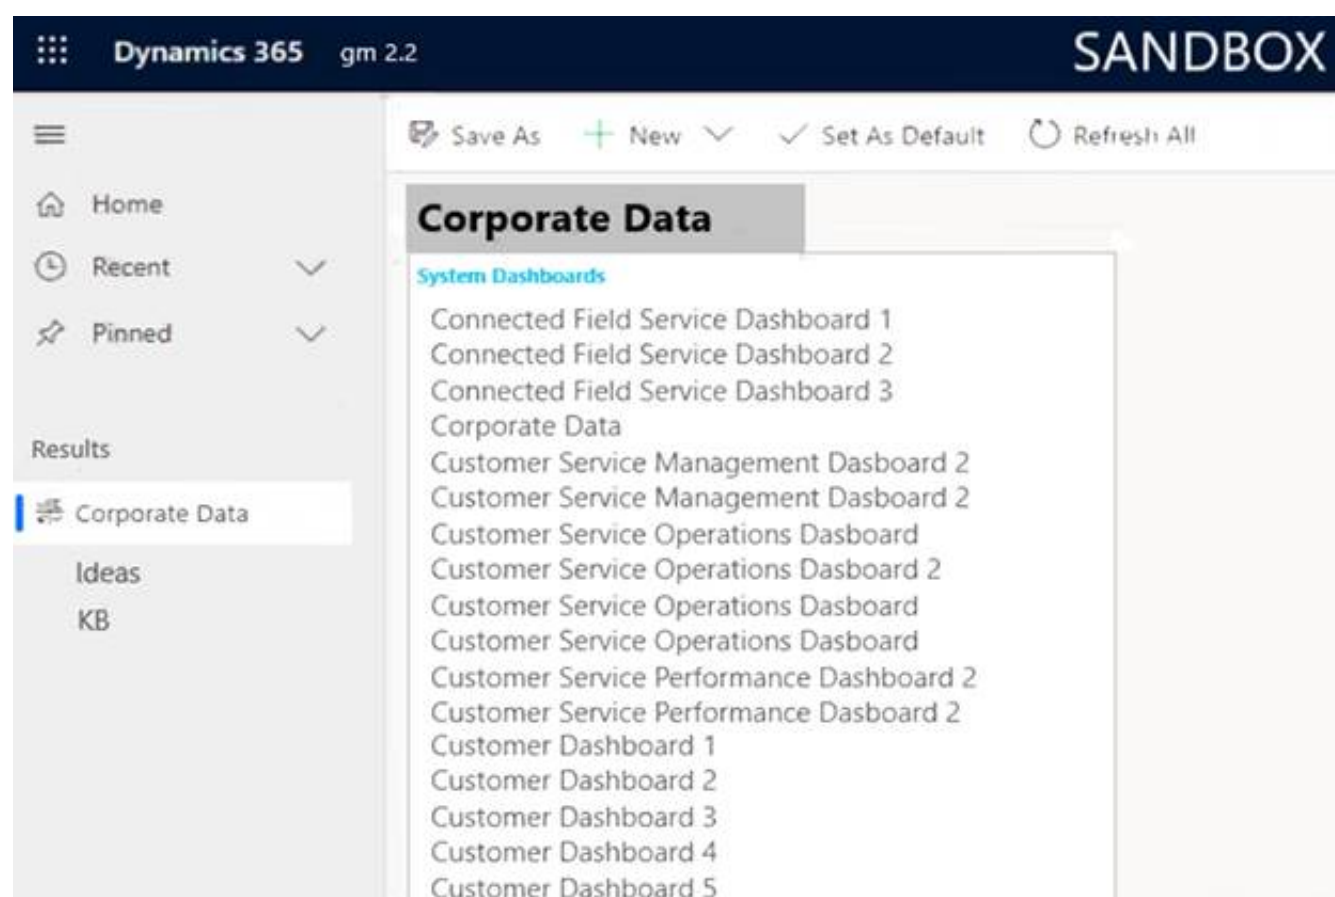 Dynamics 365 gm 2.2 SANDBOX
Save As New Set As Default Refresh All
Home
Recent
Pinned
Results
Corporate Data
Ideas
KB
Corporate Data
System Dashboards
Connected Field Service Dashboard 1
Connected Field Service Dashboard 2
Connected Field Service Dashboard 3
Corporate Data
Customer Service Management Dasboard 2
Customer Service Management Dasboard 2
Customer Service Operations Dasboard
Customer Service Operations Dasboard 2
Customer Service Operations Dasboard
Customer Service Operations Dasboard
Customer Service Performance Dashboard 2
Customer Service Performance Dasboard 2
Customer Dashboard 1
Customer Dashboard 2
Customer Dashboard 3
Customer Dashboard 4
Customer Dashboard 5